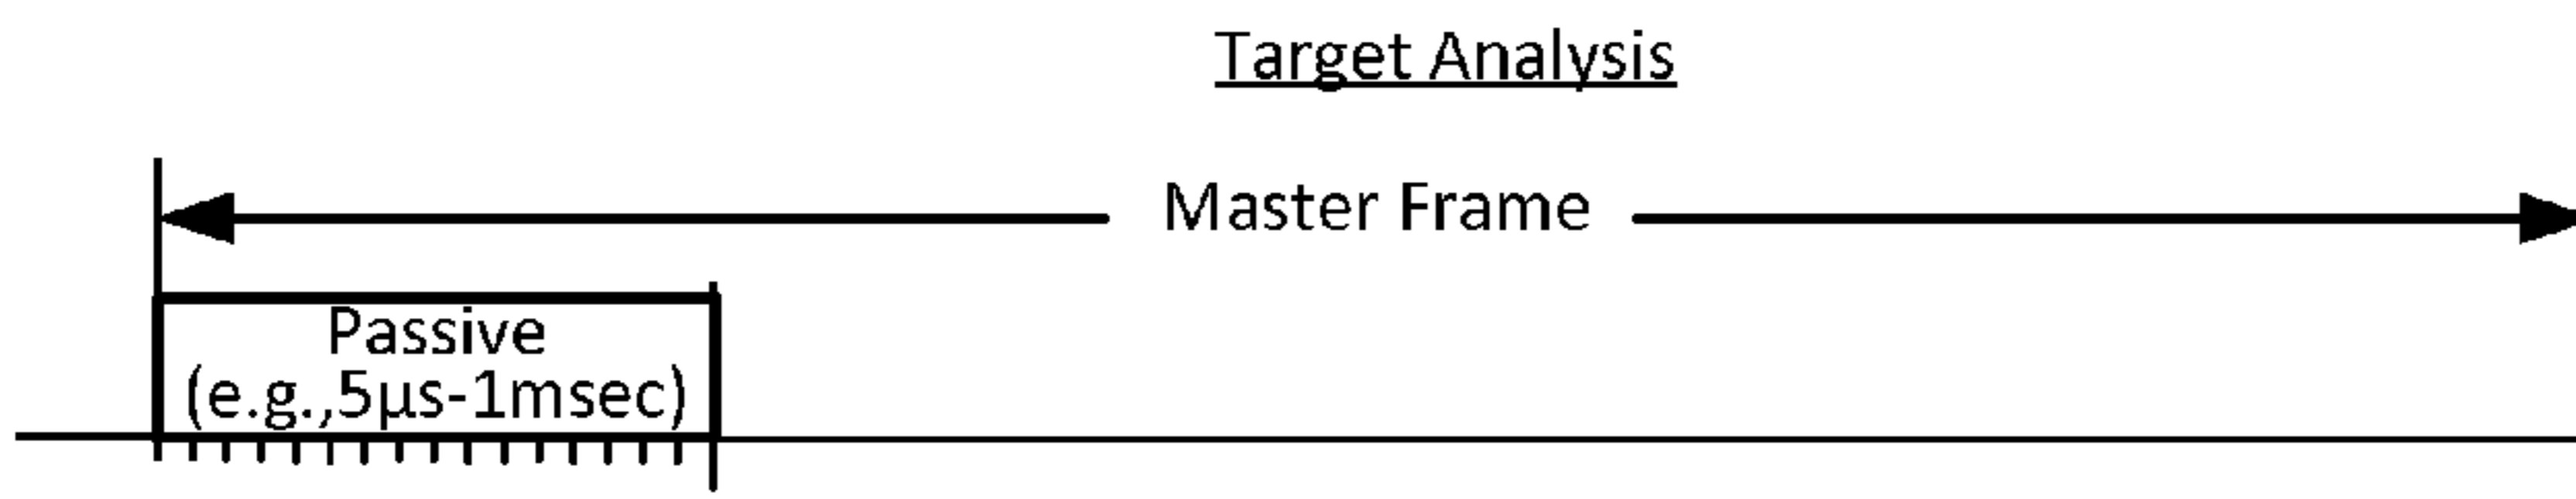 Target Analysis
Master Frame
Passive
(e.g.,5µs-1msec)